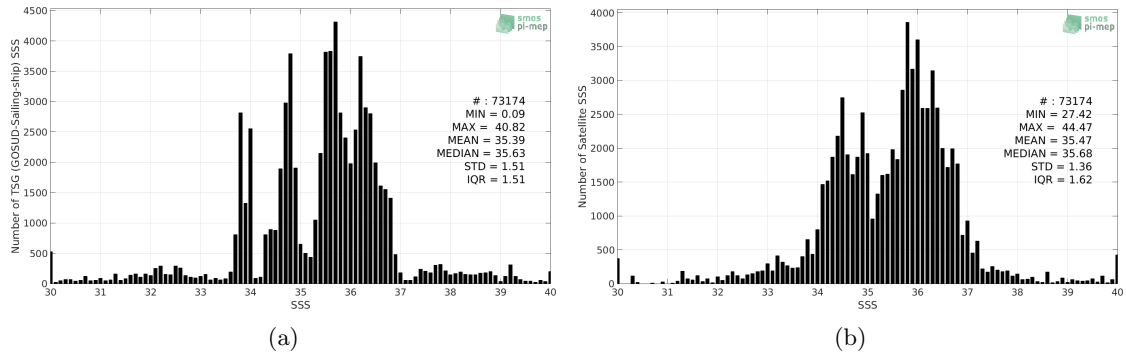 smos
pi-mep
4500
4000
3500
3000
2500
2000
1500
1000
500
0
Number of TSG (GOSUD-Sailing-ship) SSS
# : 73174
MIN = 0.09
MAX = 40.82
MEAN = 35.39
MEDIAN = 35.63
STD = 1.51
IQR = 1.51
30 31 32 33 34 35 36 37 38 39 40
SSS
(a)
smos
pi-mep
4000
3500
3000
2500
2000
1500
1000
500
0
Number of Satellite SSS
# : 73174
MIN = 27.42
MAX = 44.47
MEAN = 35.47
MEDIAN = 35.68
STD = 1.36
IQR = 1.62
30 31 32 33 34 35 36 37 38 39 40
SSS
(b)